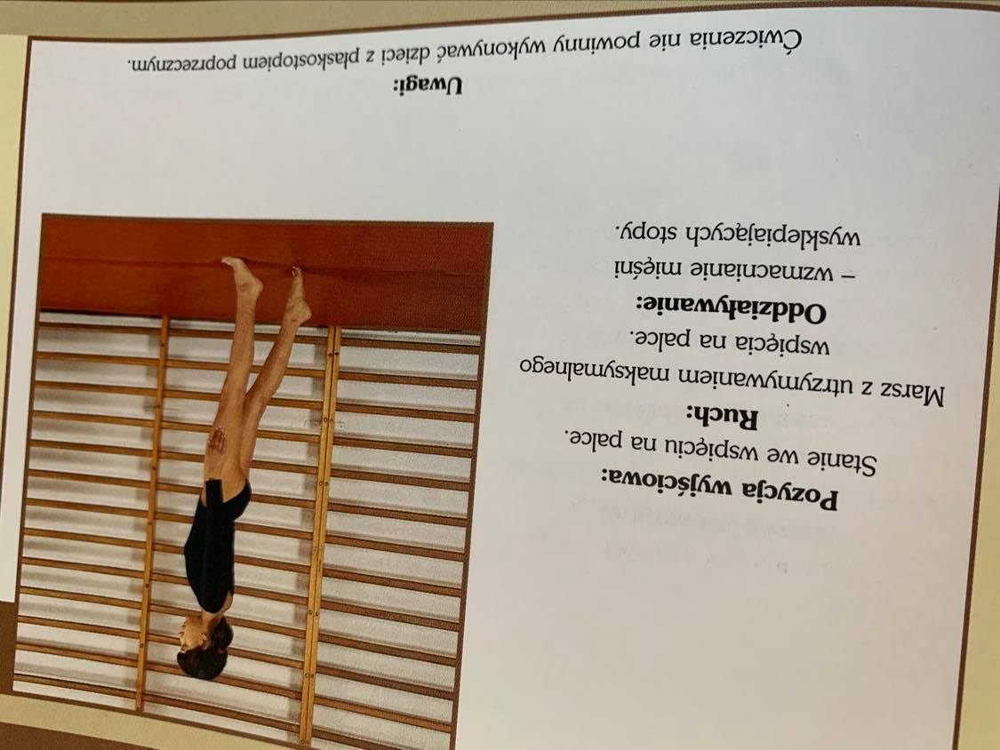 Pozycja wyjściowa:
Stanie we wspięciu na palce.
Ruch:
Marsz z utrzymywaniem maksymalnego
wspięcia na palce.
Oddziaływanie:
– wzmacnianie mięśni
wysklepiających stopy.
Uwagi:
Ćwiczenia nie powinny wykonywać dzieci z płaskostopiem poprzecznym.